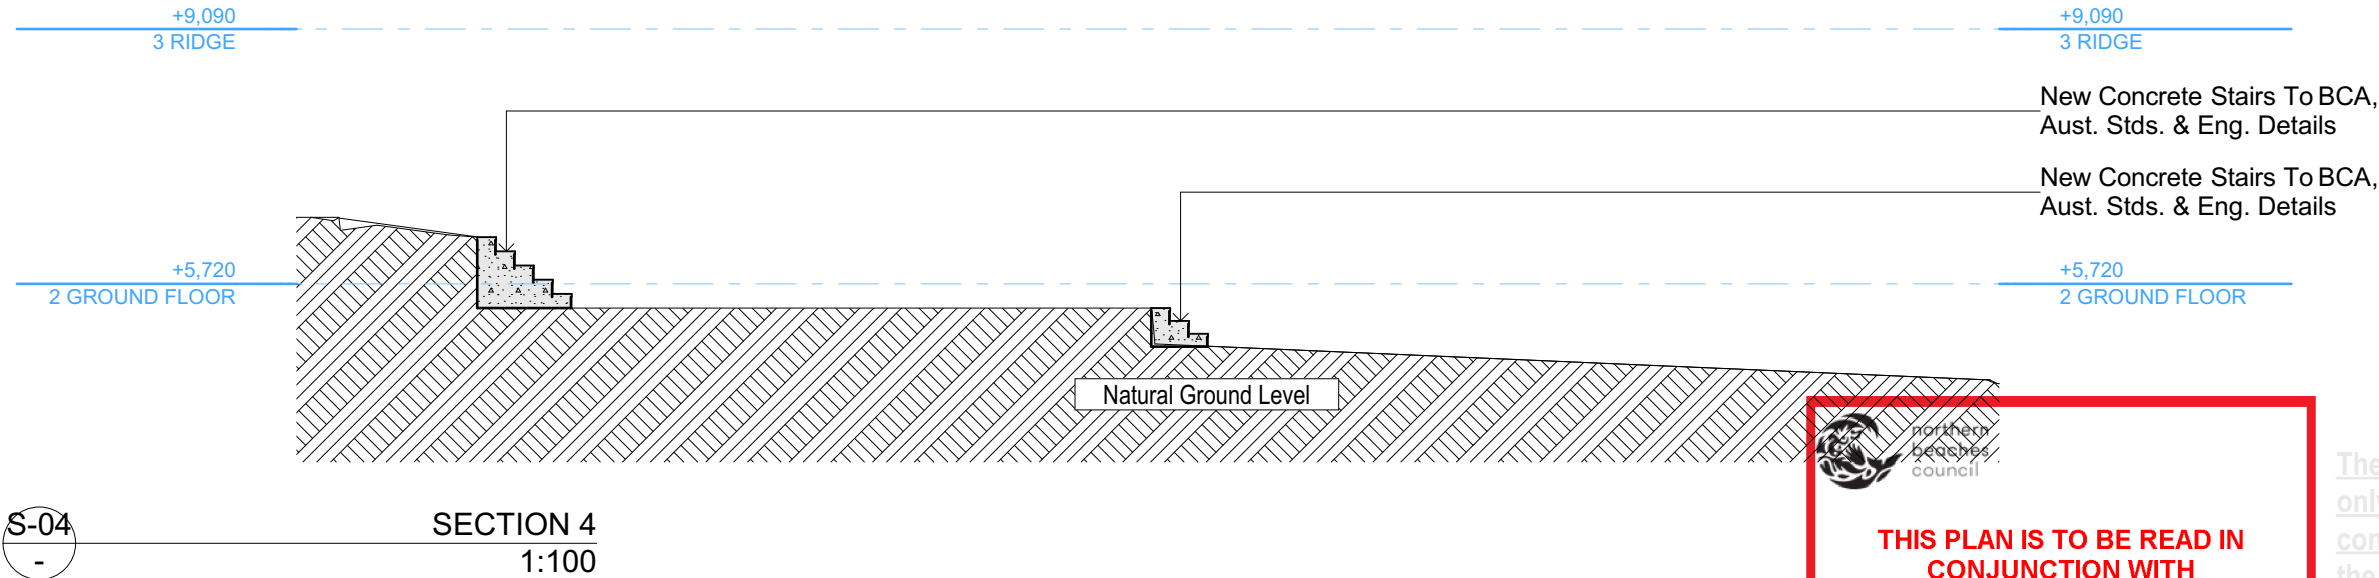 +9,090
3 RIDGE
+9,090
3 RIDGE
New Concrete Stairs To BCA,
Aust. Stds. & Eng. Details
New Concrete Stairs To BCA,
Aust. Stds. & Eng. Details
+5,720
2 GROUND FLOOR
+5,720
2 GROUND FLOOR
Natural Ground Level
northern
beaches
council
S-04
-
SECTION 4
1:100
THIS PLAN IS TO BE READ IN
CONJUNCTION WITH
The